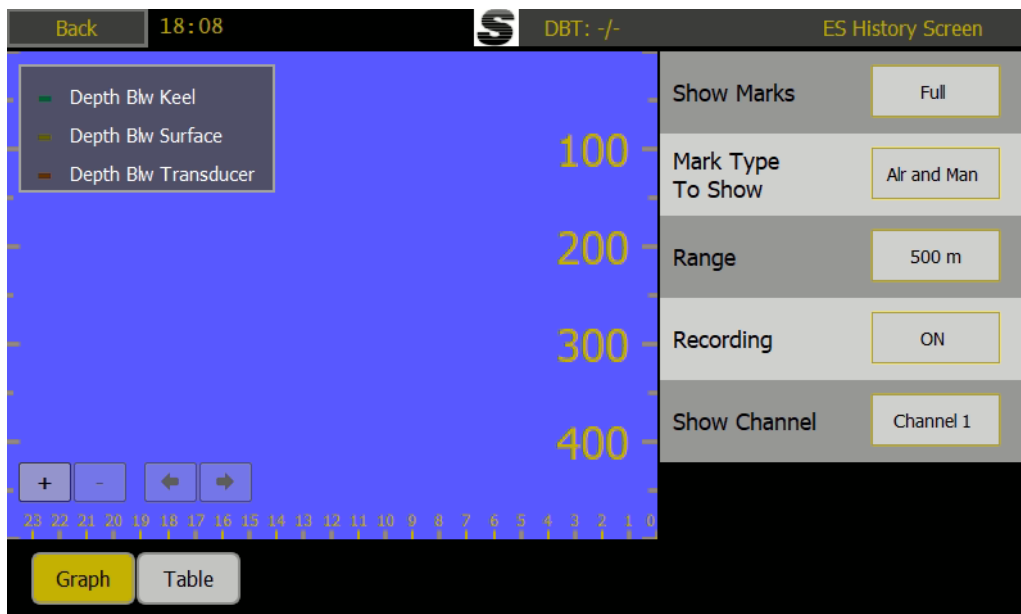 Back 18:08 S DBT: -/- ES History Screen
Depth Blw Keel
Depth Blw Surface
Depth Blw Transducer
100
200
300
400
+ -
23 22 21 20 19 18 17 16 15 14 13 12 11 10 9 8 7 6 5 4 3 2 1 0
Show Marks Full
Mark Type
To Show
Alr and Man
Range 500 m
Recording ON
Show Channel Channel 1
Graph Table